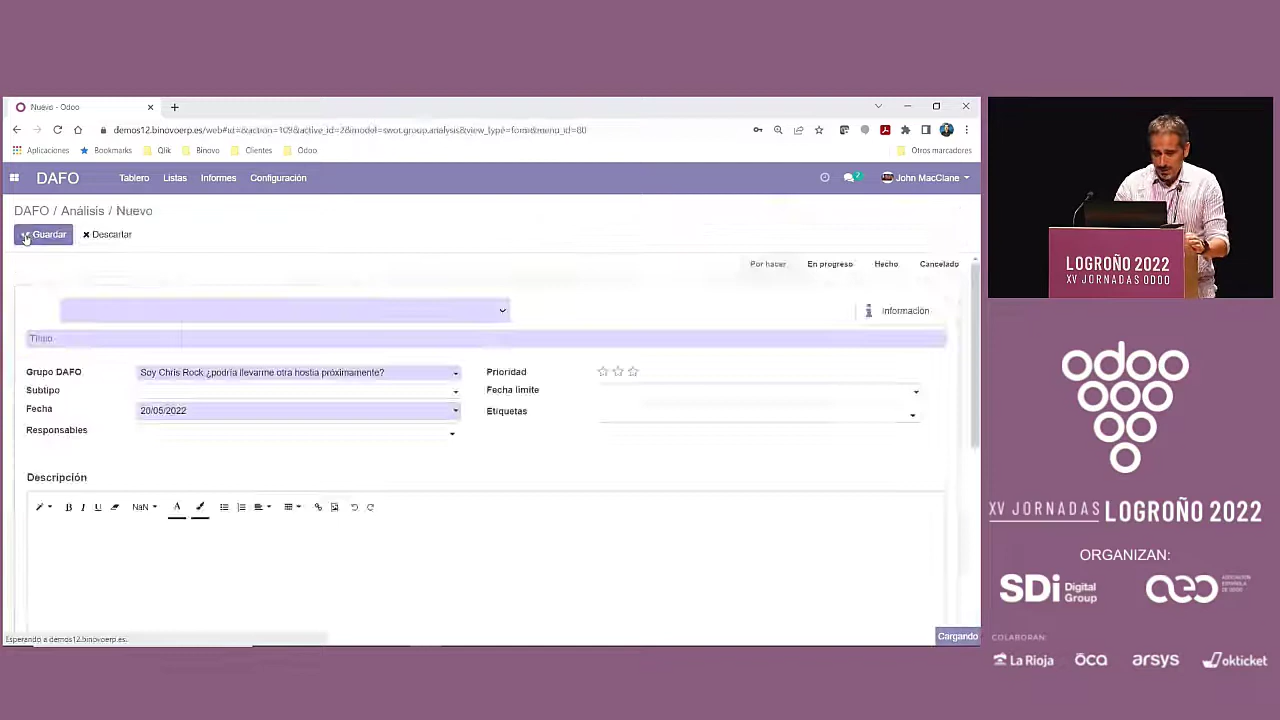 Nuevo - Odoo
demos12.binovoerp.es/web#id=&action=109&active_id=2&model=swot.group.analysis&view_type=form&menu_id=80
Aplicaciones Bookmarks Qlik Binovo Clientes Odoo Otros marcadores
DAFO Tablero Listas Informes Configuración 2 John MacClane
DAFO / Análisis / Nuevo
Guardar Descartar
Por hacer En progreso Hecho Cancelado
Información
Título
Grupo DAFO Soy Chris Rock ¿podría llevarme otra hostia próximamente? Prioridad
Subtipo Fecha límite
Fecha 20/05/2022 Etiquetas
Responsables
Descripción
B I U NaN A
Esperando a demos12.binovoerp.es.
Cargando
LOGROÑO 2022
XV JORNADAS ODOO
odoo
XV JORNADAS LOGROÑO 2022
ORGANIZAN:
SDi Digital Group
aeo ASOCIACIÓN ESPAÑOLA DE ODOO
COLABORAN:
La Rioja oca arsys okticket